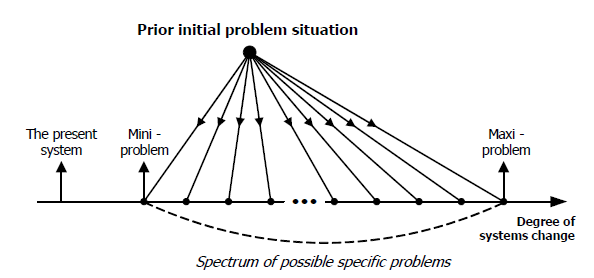 Prior initial problem situation
The present
system
Mini -
problem
Maxi -
problem
Degree of
systems change
Spectrum of possible specific problems